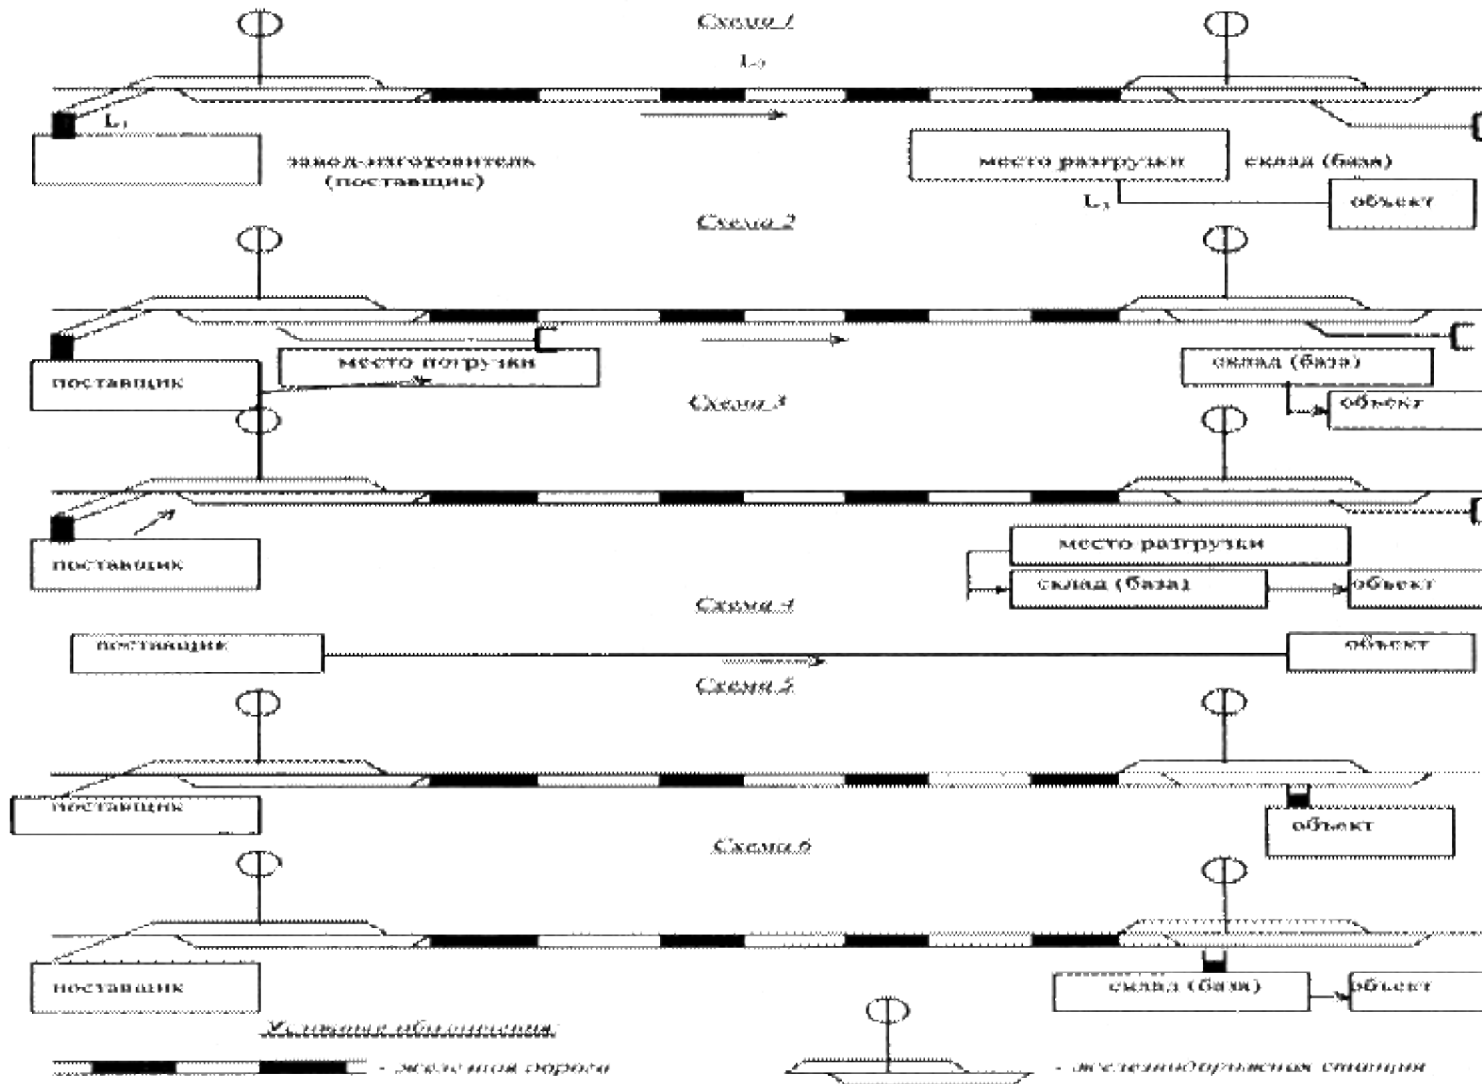 Схема 1
L₂
L₁
завод-изготовитель
(поставщик)
место разгрузки
склад (база)
L₃
объект
Схема 2
поставщик
место погрузки
склад (база)
объект
Схема 3
поставщик
место разгрузки
склад (база)
объект
Схема 4
поставщик
объект
Схема 5
поставщик
объект
Схема 6
поставщик
склад (база)
объект
Условные обозначения:
- железная дорога
- железнодорожная станция